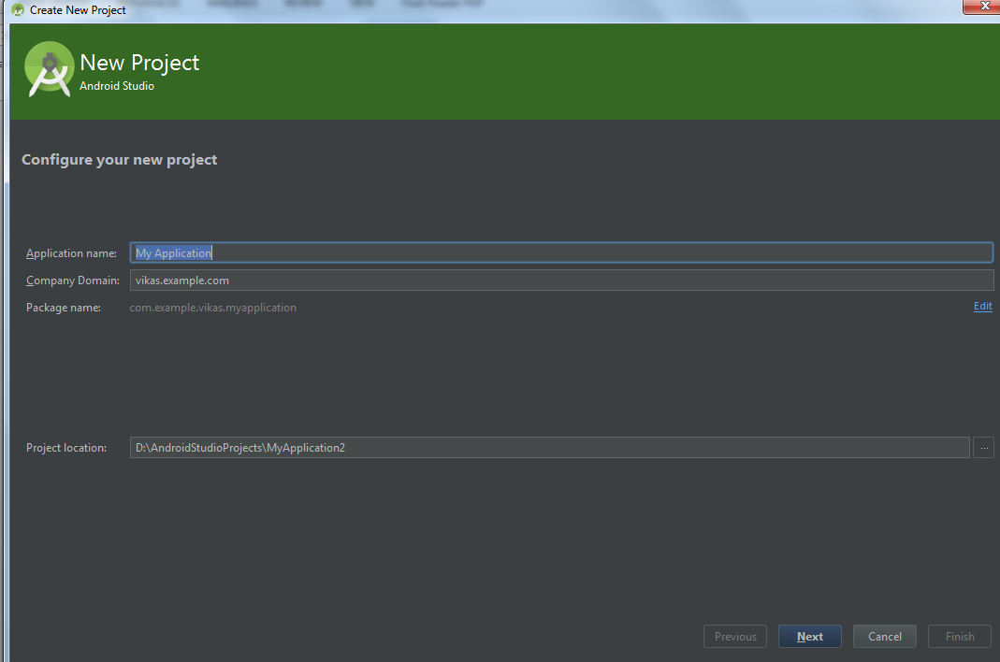 Create New Project
New Project
Android Studio
Configure your new project
Application name: My Application
Company Domain: vikas.example.com
Package name: com.example.vikas.myapplication Edit
Project location: D:\AndroidStudioProjects\MyApplication2 ...
Previous Next Cancel Finish